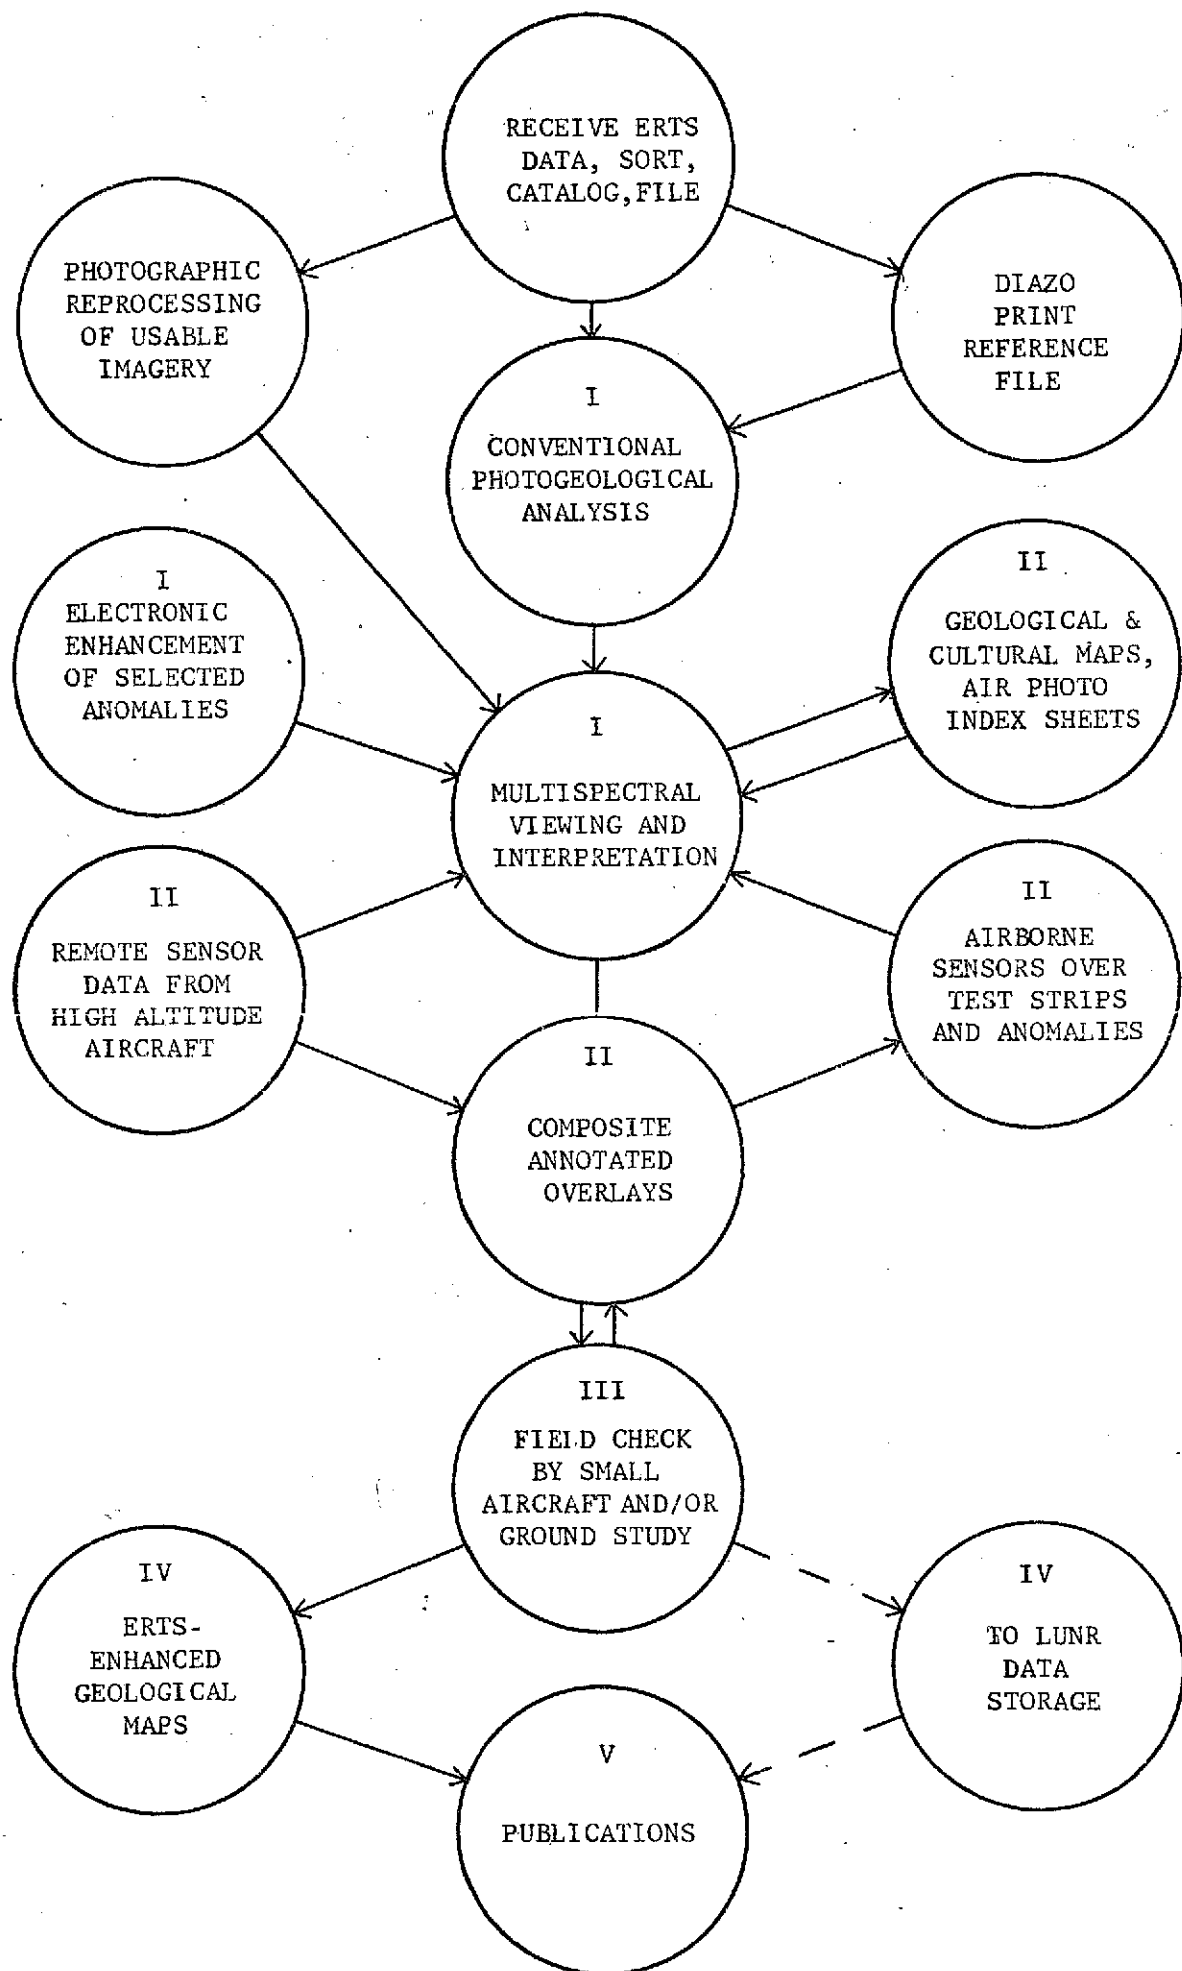 RECEIVE ERTS
DATA, SORT,
CATALOG, FILE
PHOTOGRAPHIC
REPROCESSING
OF USABLE
IMAGERY
DIAZO
PRINT
REFERENCE
FILE
I
CONVENTIONAL
PHOTOGEOLOGICAL
ANALYSIS
I
ELECTRONIC
ENHANCEMENT
OF SELECTED
ANOMALIES
II
GEOLOGICAL &
CULTURAL MAPS,
AIR PHOTO
INDEX SHEETS
I
MULTISPECTRAL
VIEWING AND
INTERPRETATION
II
REMOTE SENSOR
DATA FROM
HIGH ALTITUDE
AIRCRAFT
II
AIRBORNE
SENSORS OVER
TEST STRIPS
AND ANOMALIES
II
COMPOSITE
ANNOTATED
OVERLAYS
III
FIELD CHECK
BY SMALL
AIRCRAFT AND/OR
GROUND STUDY
IV
ERTS-
ENHANCED
GEOLOGICAL
MAPS
IV
TO LUNR
DATA
STORAGE
V
PUBLICATIONS